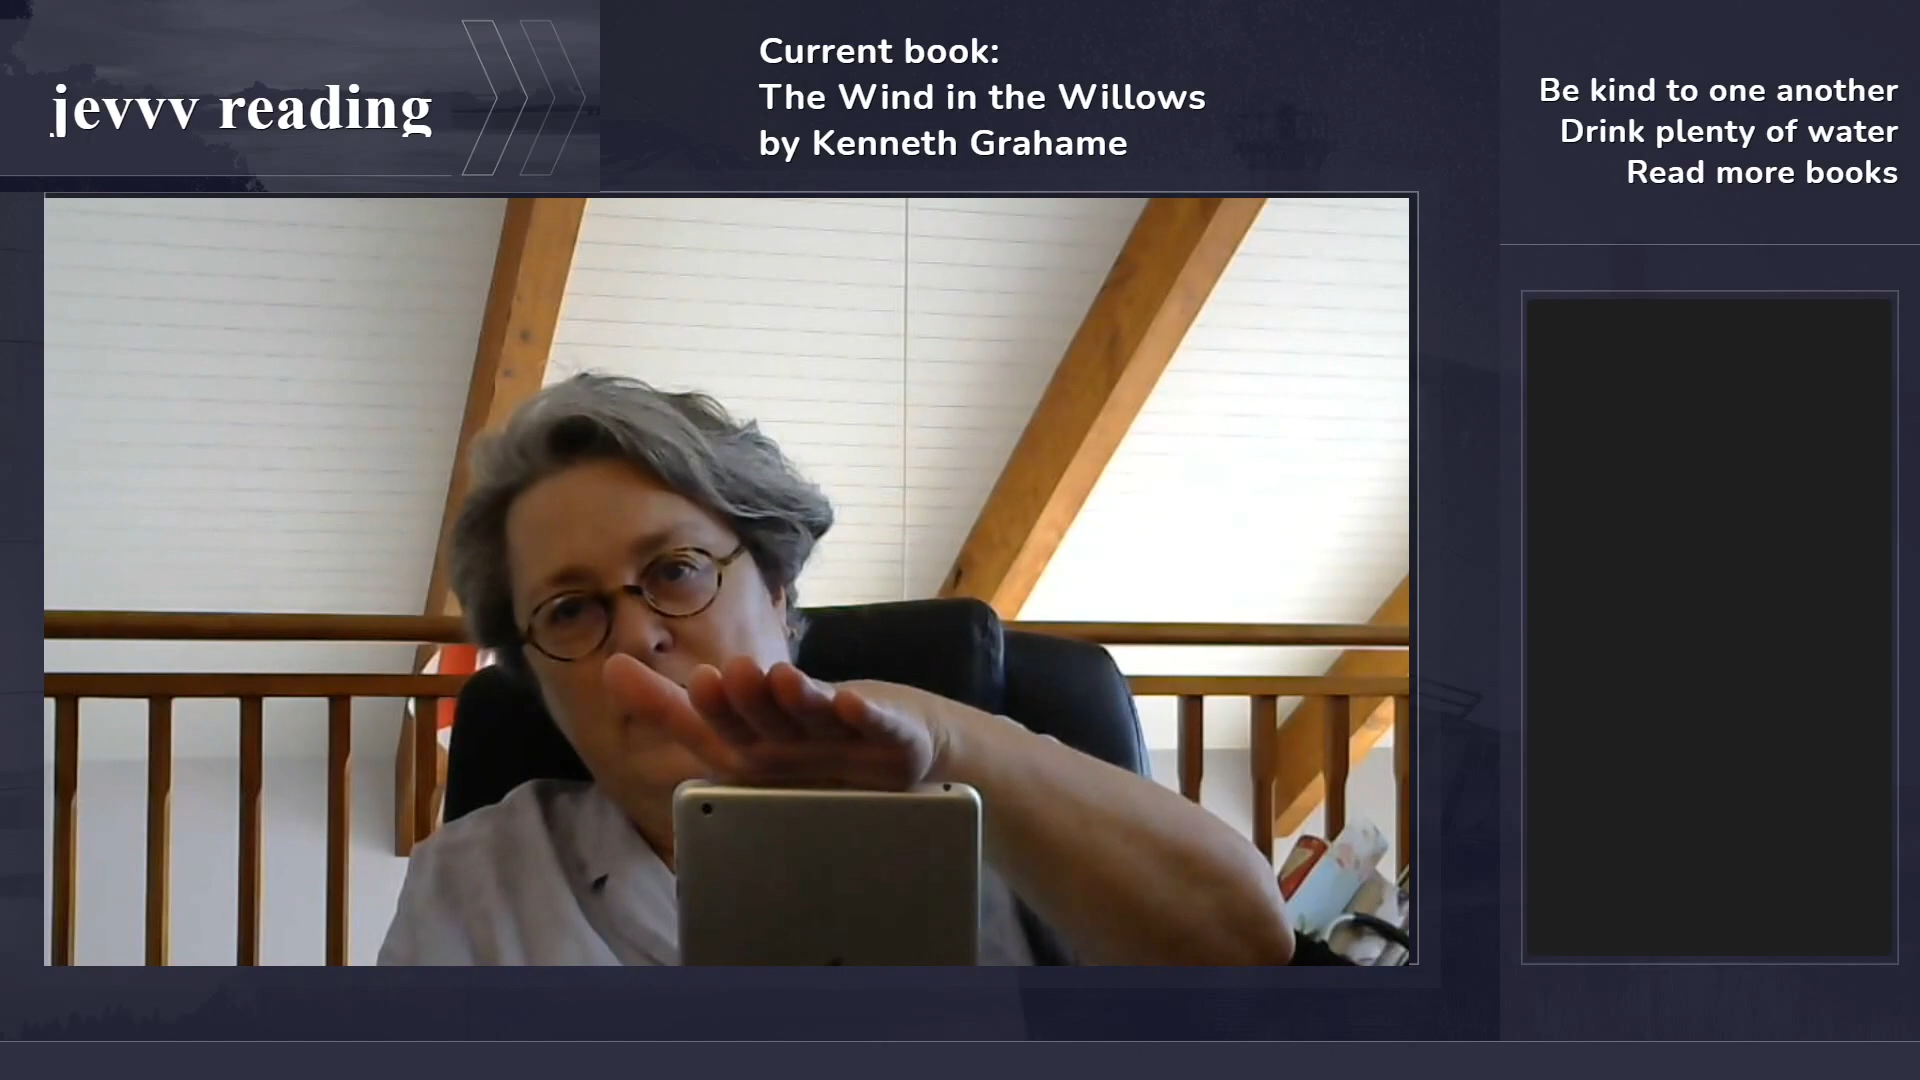 jevvv reading
Current book:
The Wind in the Willows
by Kenneth Grahame
Be kind to one another
Drink plenty of water
Read more books